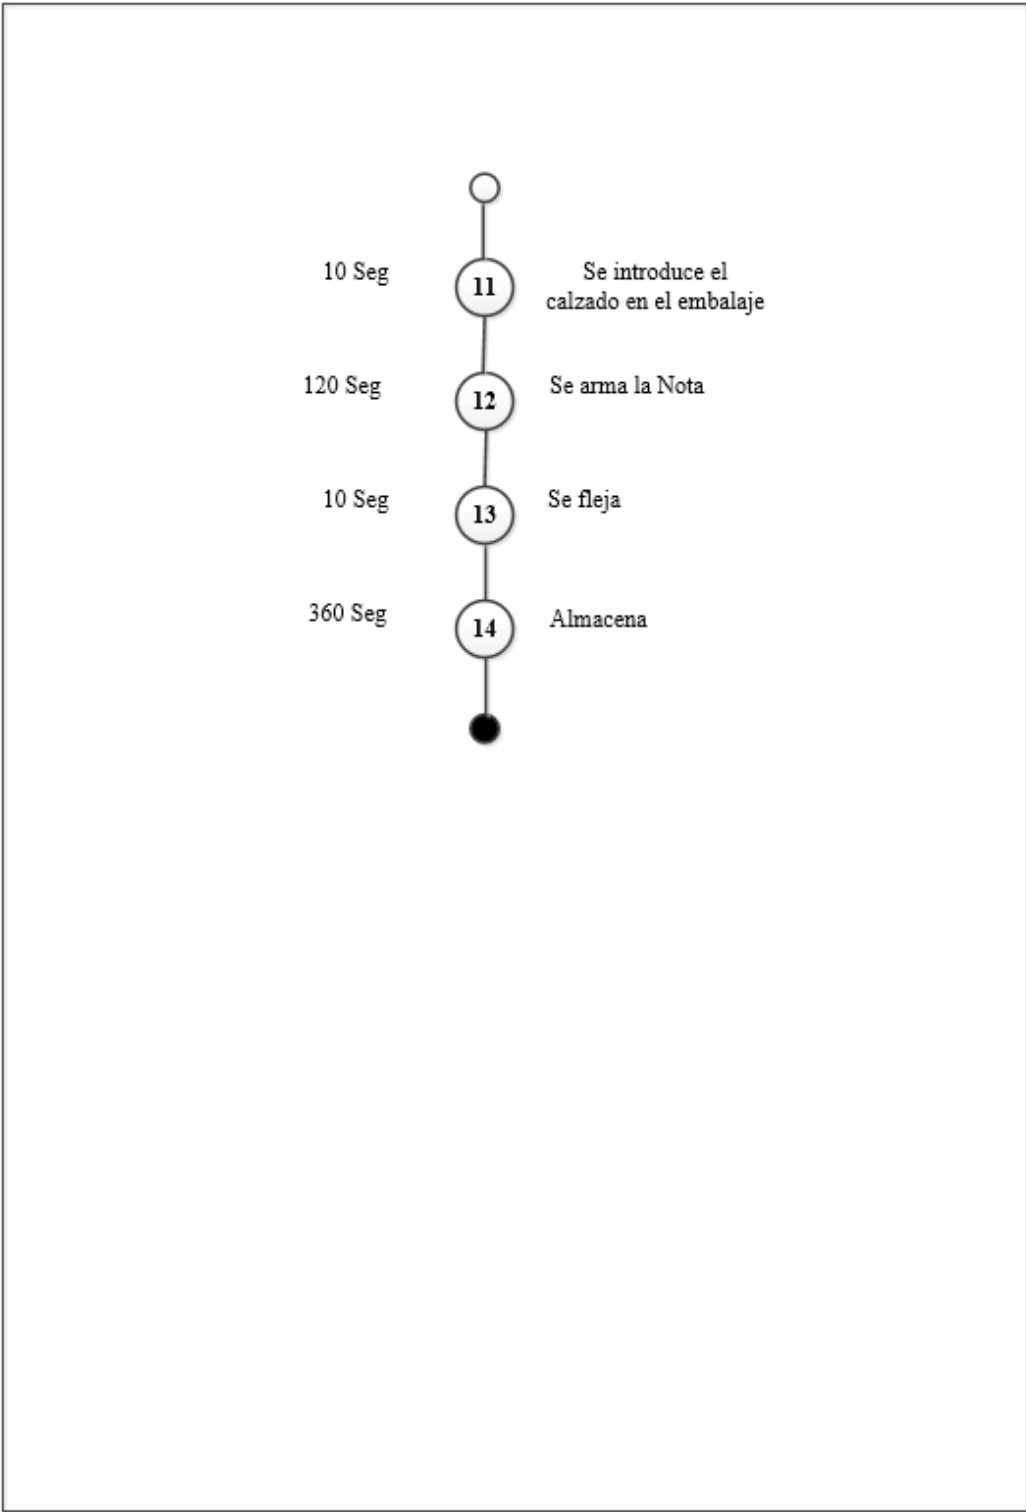 10 Seg
11
Se introduce el
calzado en el embalaje
120 Seg
12
Se arma la Nota
10 Seg
13
Se fleja
360 Seg
14
Almacena